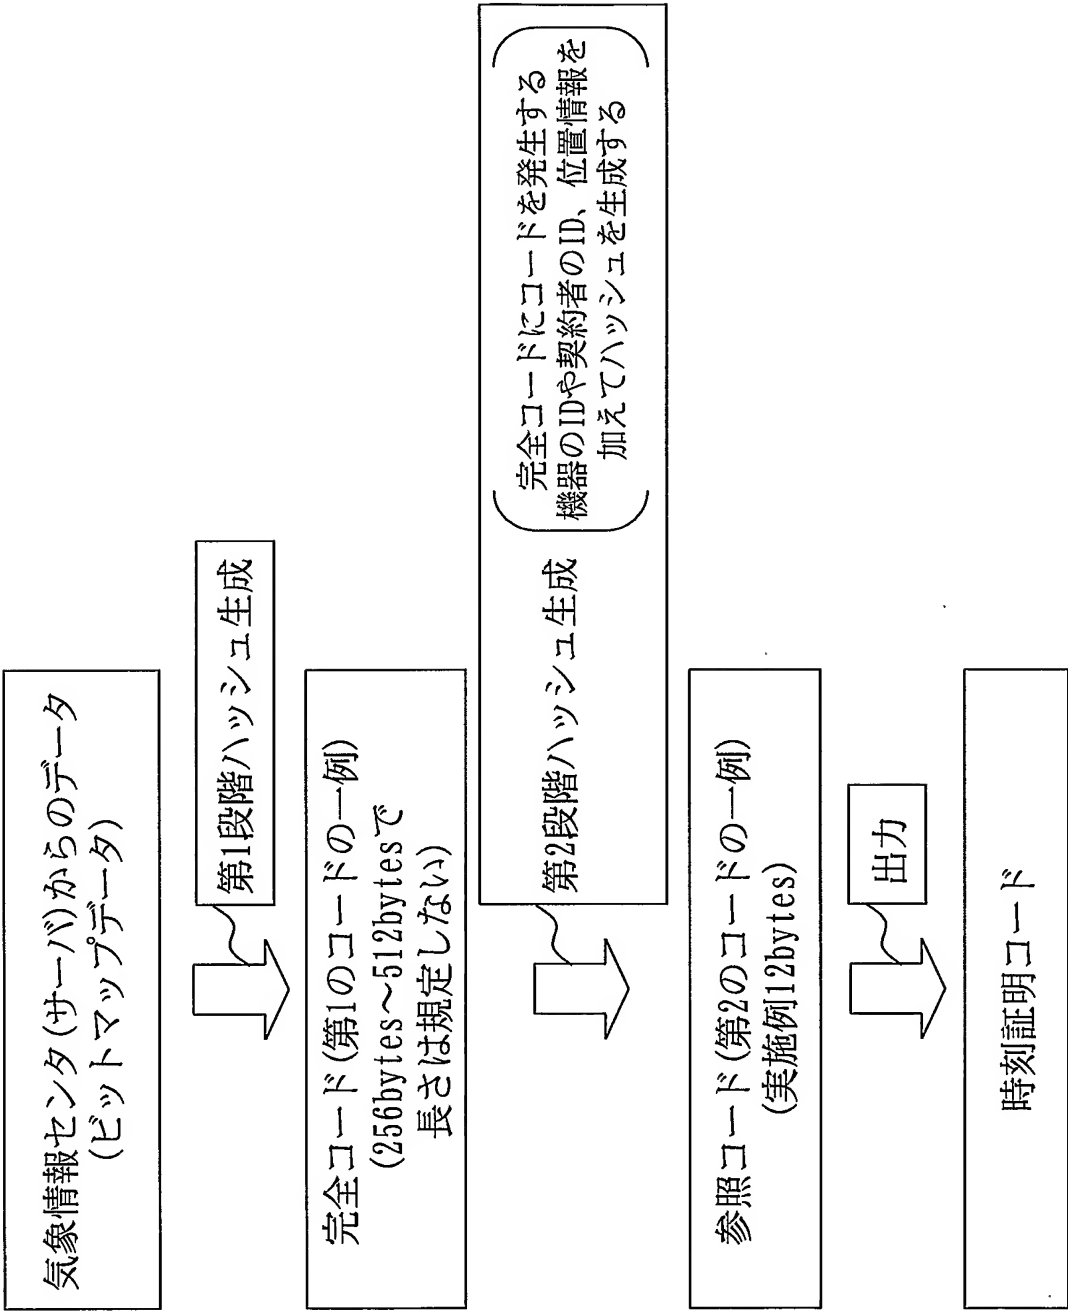 気象情報センタ(サーバ)からのデータ
(ビットマップデータ)
第1段階ハッシュ生成
完全コード(第1のコードの一例)
(256bytes～512bytesで
長さは規定しない)
第2段階ハッシュ生成
完全コードにコードを発生する
機器のIDや契約者のID、位置情報を
加えてハッシュを生成する
参照コード(第2のコードの一例)
(実施例12bytes)
出力
時刻証明コード